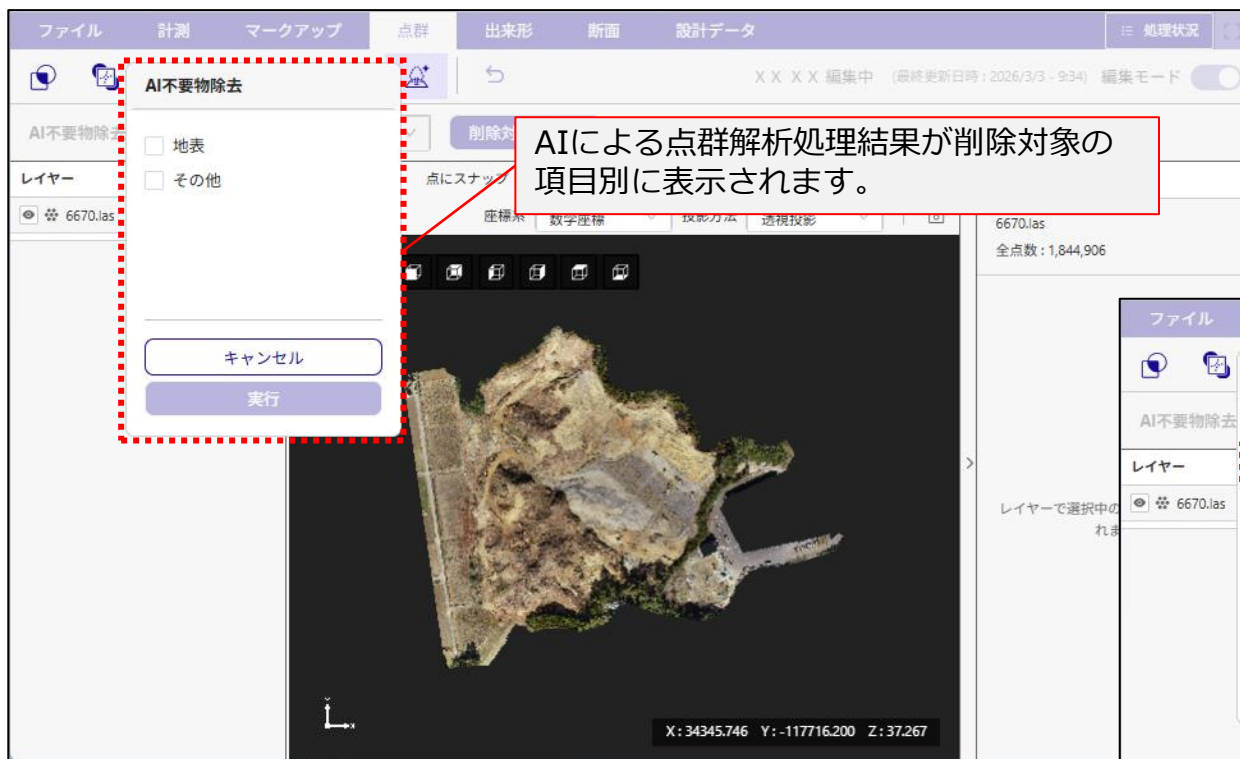 ファイル 計測 マークアップ 点群 出来形 断面 設計データ 処理状況
ＸＸ ＸＸ 編集中 (最終更新日時 : 2026/3/3 - 9:34) 編集モード
AI不要物除去
地表
その他
キャンセル
実行
AI不要物除去
削除対
AIによる点群解析処理結果が削除対象の
項目別に表示されます。
レイヤー
6670.las
点にスナップ
座標系 数学座標 投影方法 透視投影
6670.las
全点数 : 1,844,906
レイヤーで選択中の
れま
X : 34345.746 Y : -117716.200 Z : 37.267
ファイル
AI不要物除去
レイヤー
6670.las